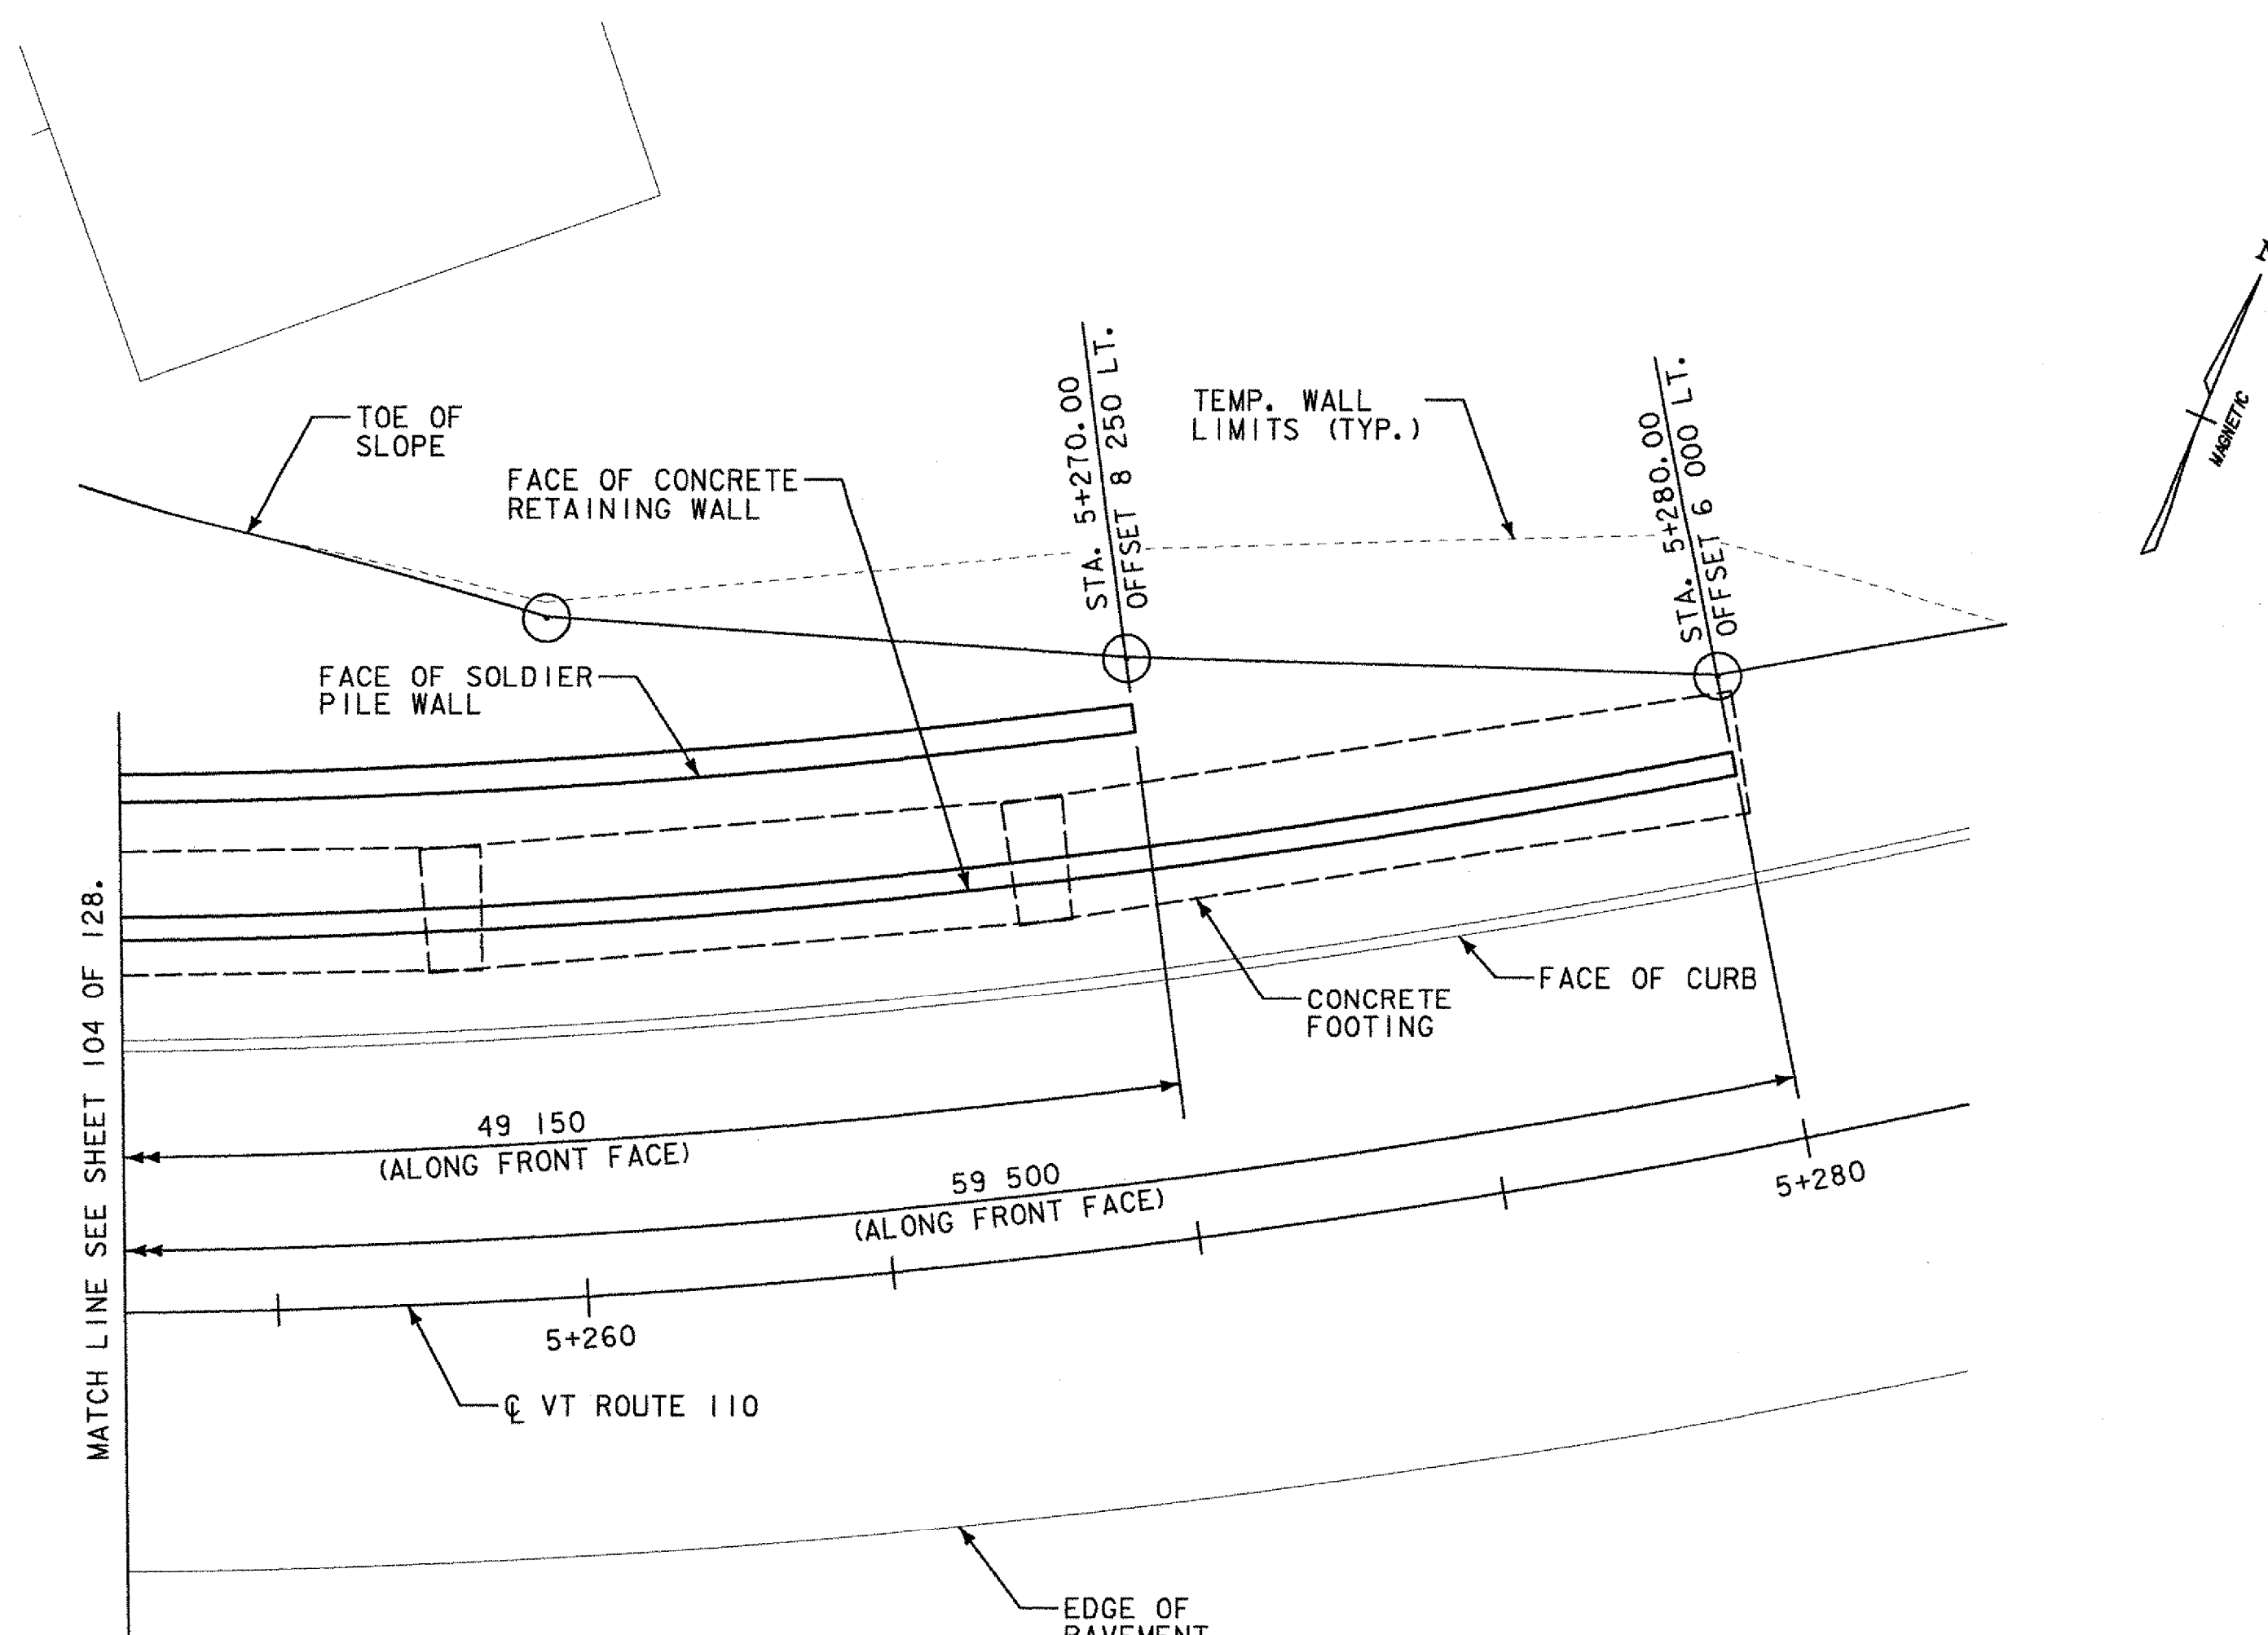 TOE OF
SLOPE
FACE OF CONCRETE
RETAINING WALL
FACE OF SOLDIER
PILE WALL
STA. 5+270.00
OFFSET 8 250 LT.
TEMP. WALL
LIMITS (TYP.)
STA. 5+280.00
OFFSET 6 000 LT.
MAGNETIC
MATCH LINE SEE SHEET 104 OF 128.
FACE OF CURB
CONCRETE
FOOTING
49 150
(ALONG FRONT FACE)
59 500
(ALONG FRONT FACE)
5+280
5+260
℄ VT ROUTE 110
EDGE OF
PAVEMENT